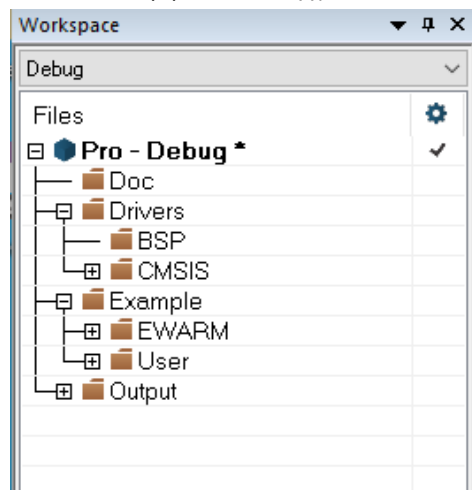 Workspace
Debug
Files
Pro - Debug *
Doc
Drivers
BSP
CMSIS
Example
EWARM
User
Output